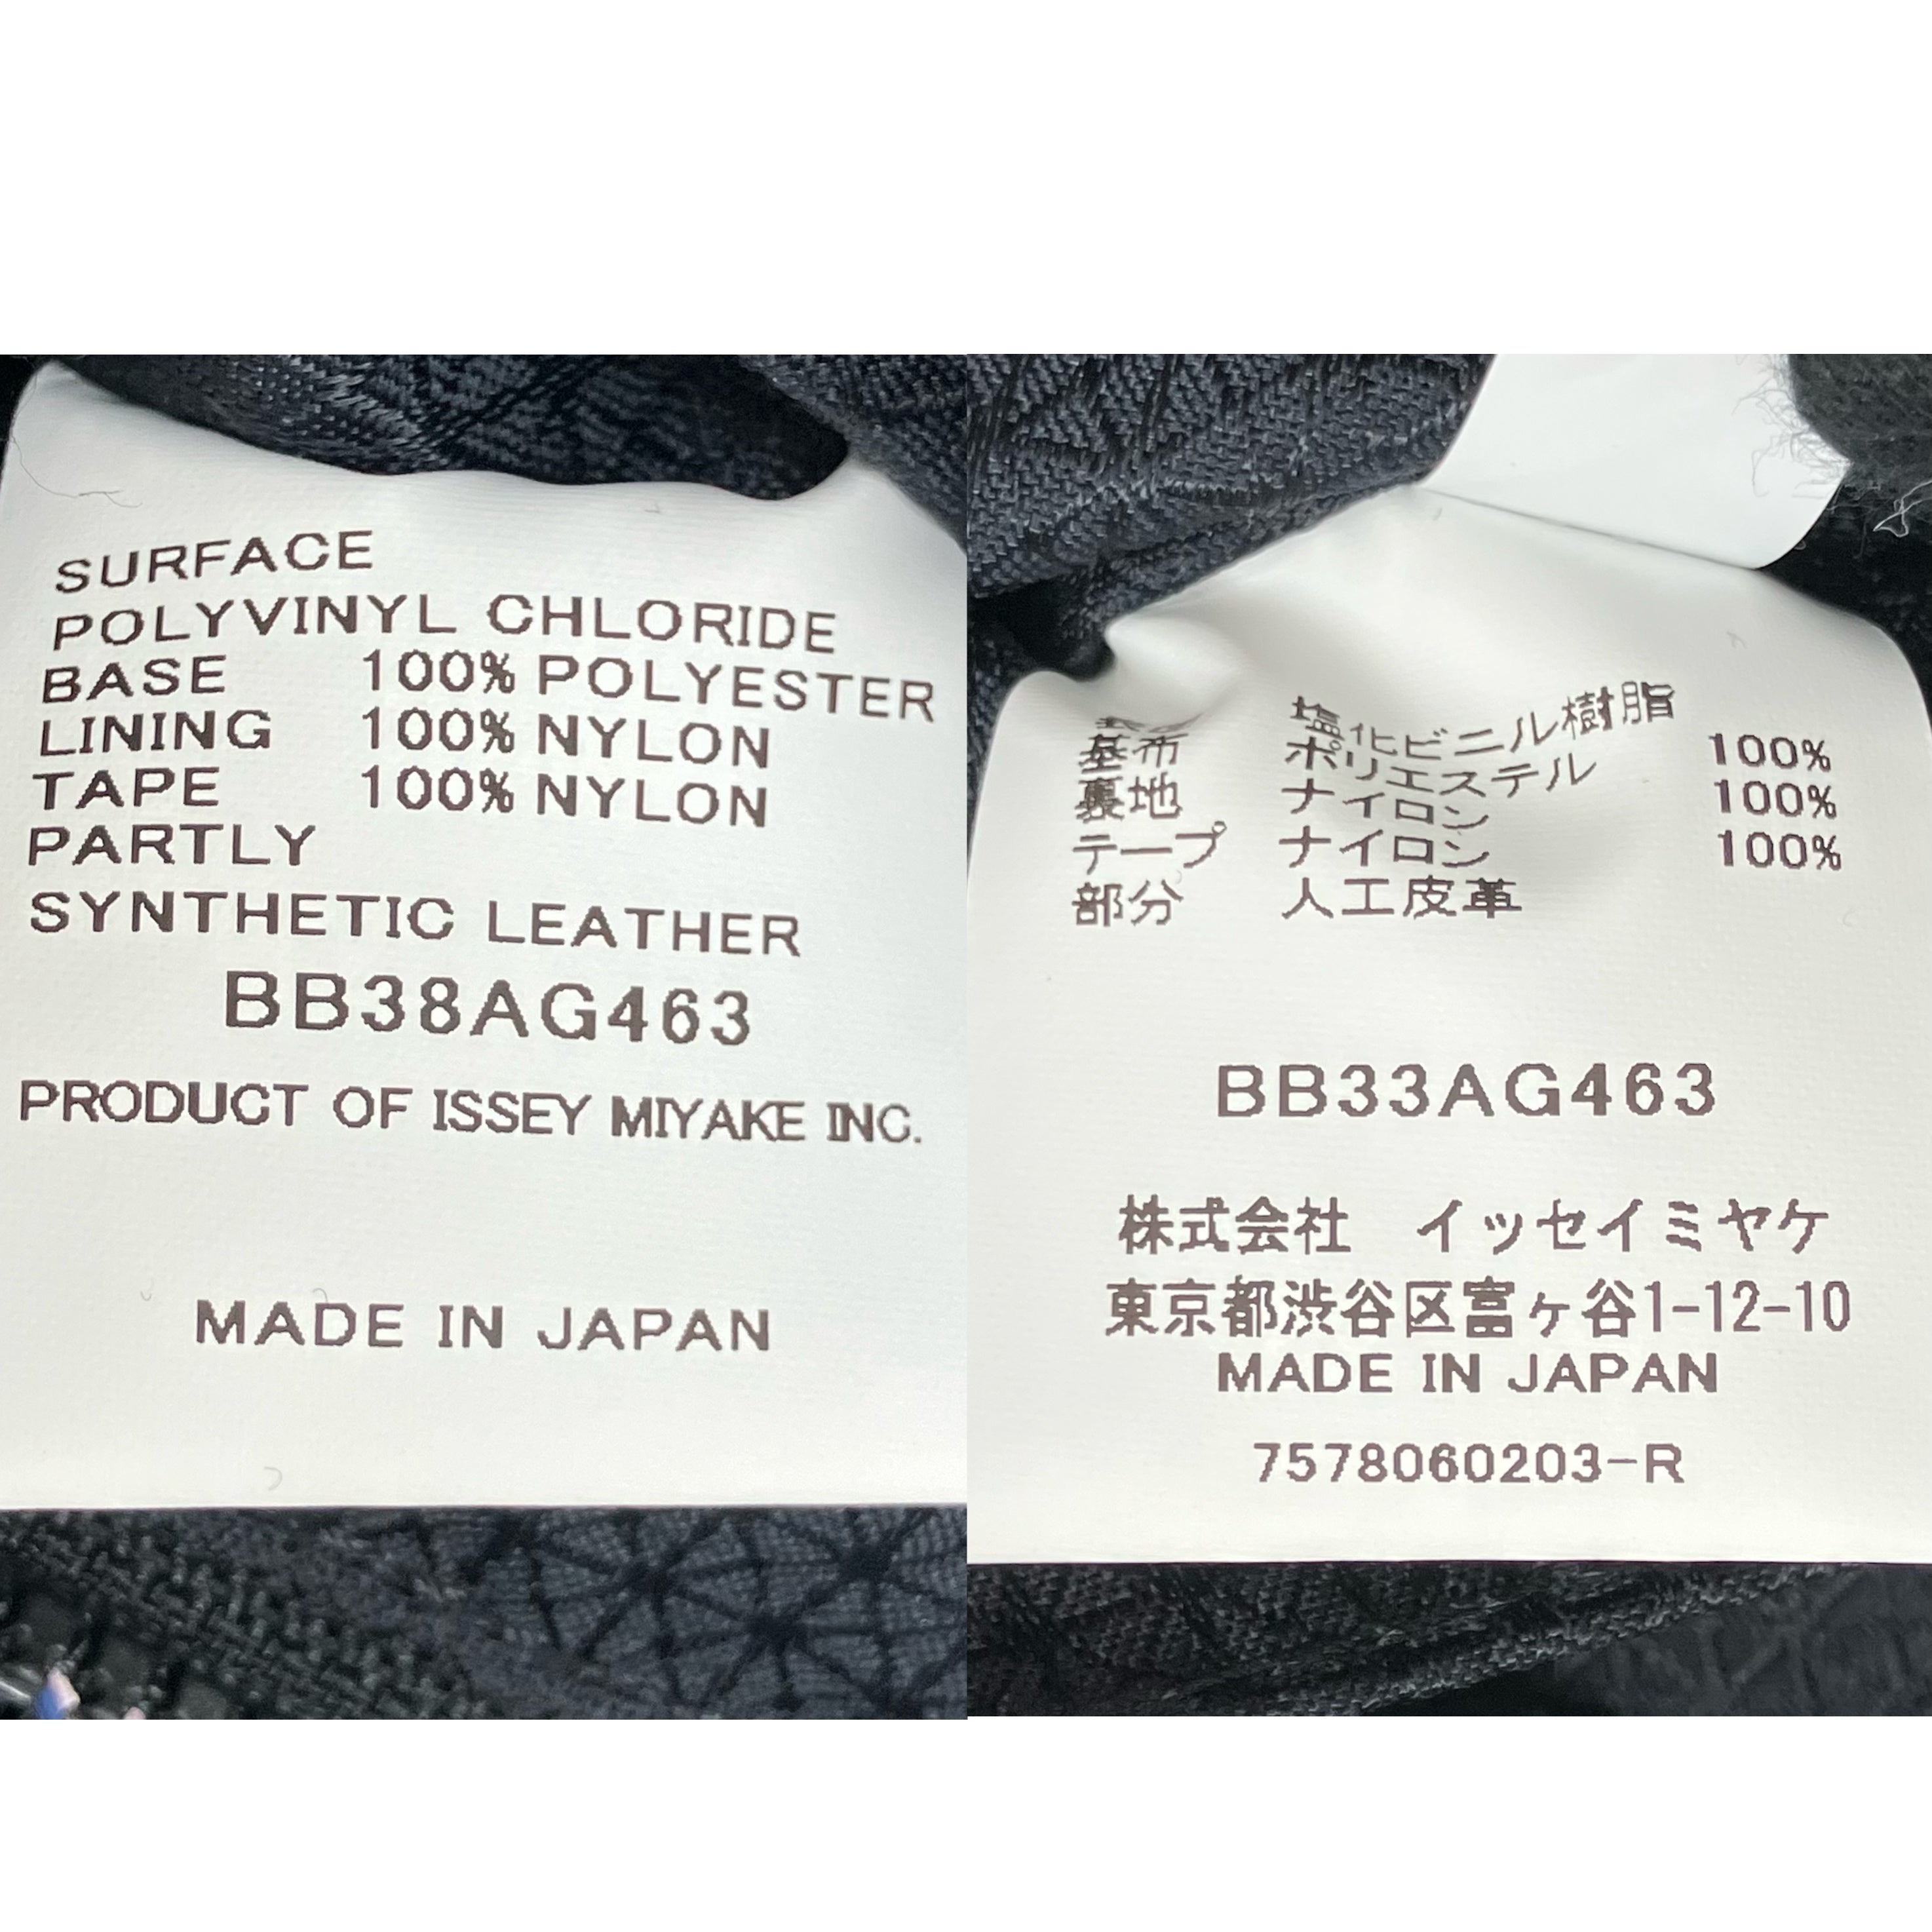 SURFACE
POLYVINYL CHLORIDE
BASE 100% POLYESTER
LINING 100% NYLON
TAPE 100% NYLON
PARTLY
SYNTHETIC LEATHER
BB38AG463
PRODUCT OF ISSEY MIYAKE INC.
MADE IN JAPAN
塩化ビニル樹脂
基布 ポリエステル 100%
裏地 ナイロン 100%
テープ ナイロン 100%
部分 人工皮革
BB33AG463
株式会社 イッセイミヤケ
東京都渋谷区富ヶ谷1-12-10
MADE IN JAPAN
7578060203-R